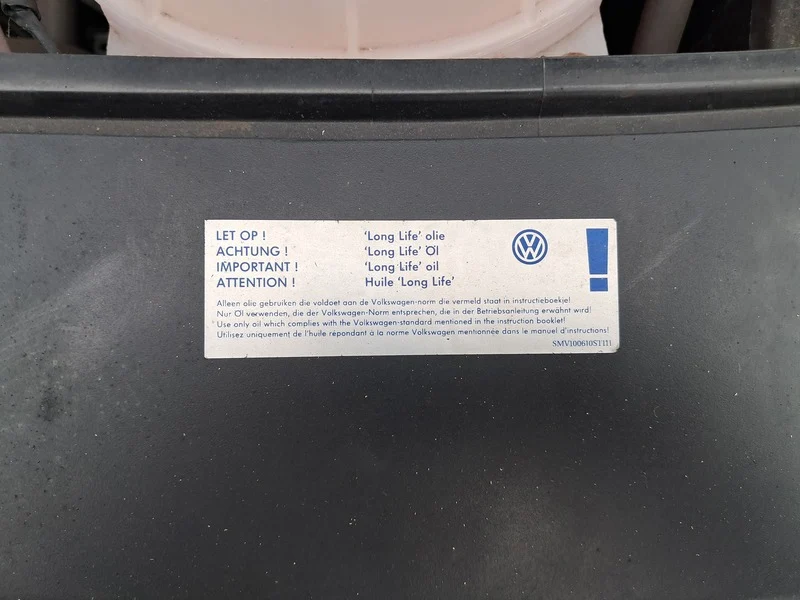 LET OP ! 'Long Life' olie
ACHTUNG ! 'Long Life' Öl
IMPORTANT ! 'Long Life' oil
ATTENTION ! Huile 'Long Life'
Alleen olie gebruiken die voldoet aan de Volkswagen-norm die vermeld staat in instructieboekje!
Nur Öl verwenden, die der Volkswagen-Norm entsprechen, die in der Betriebsanleitung erwähnt wird!
Use only oil which complies with the Volkswagen-standard mentioned in the instruction booklet!
Utilisez uniquement de l'huile répondant à la norme Volkswagen mentionnée dans le manuel d'instructions!
SMV100610ST111